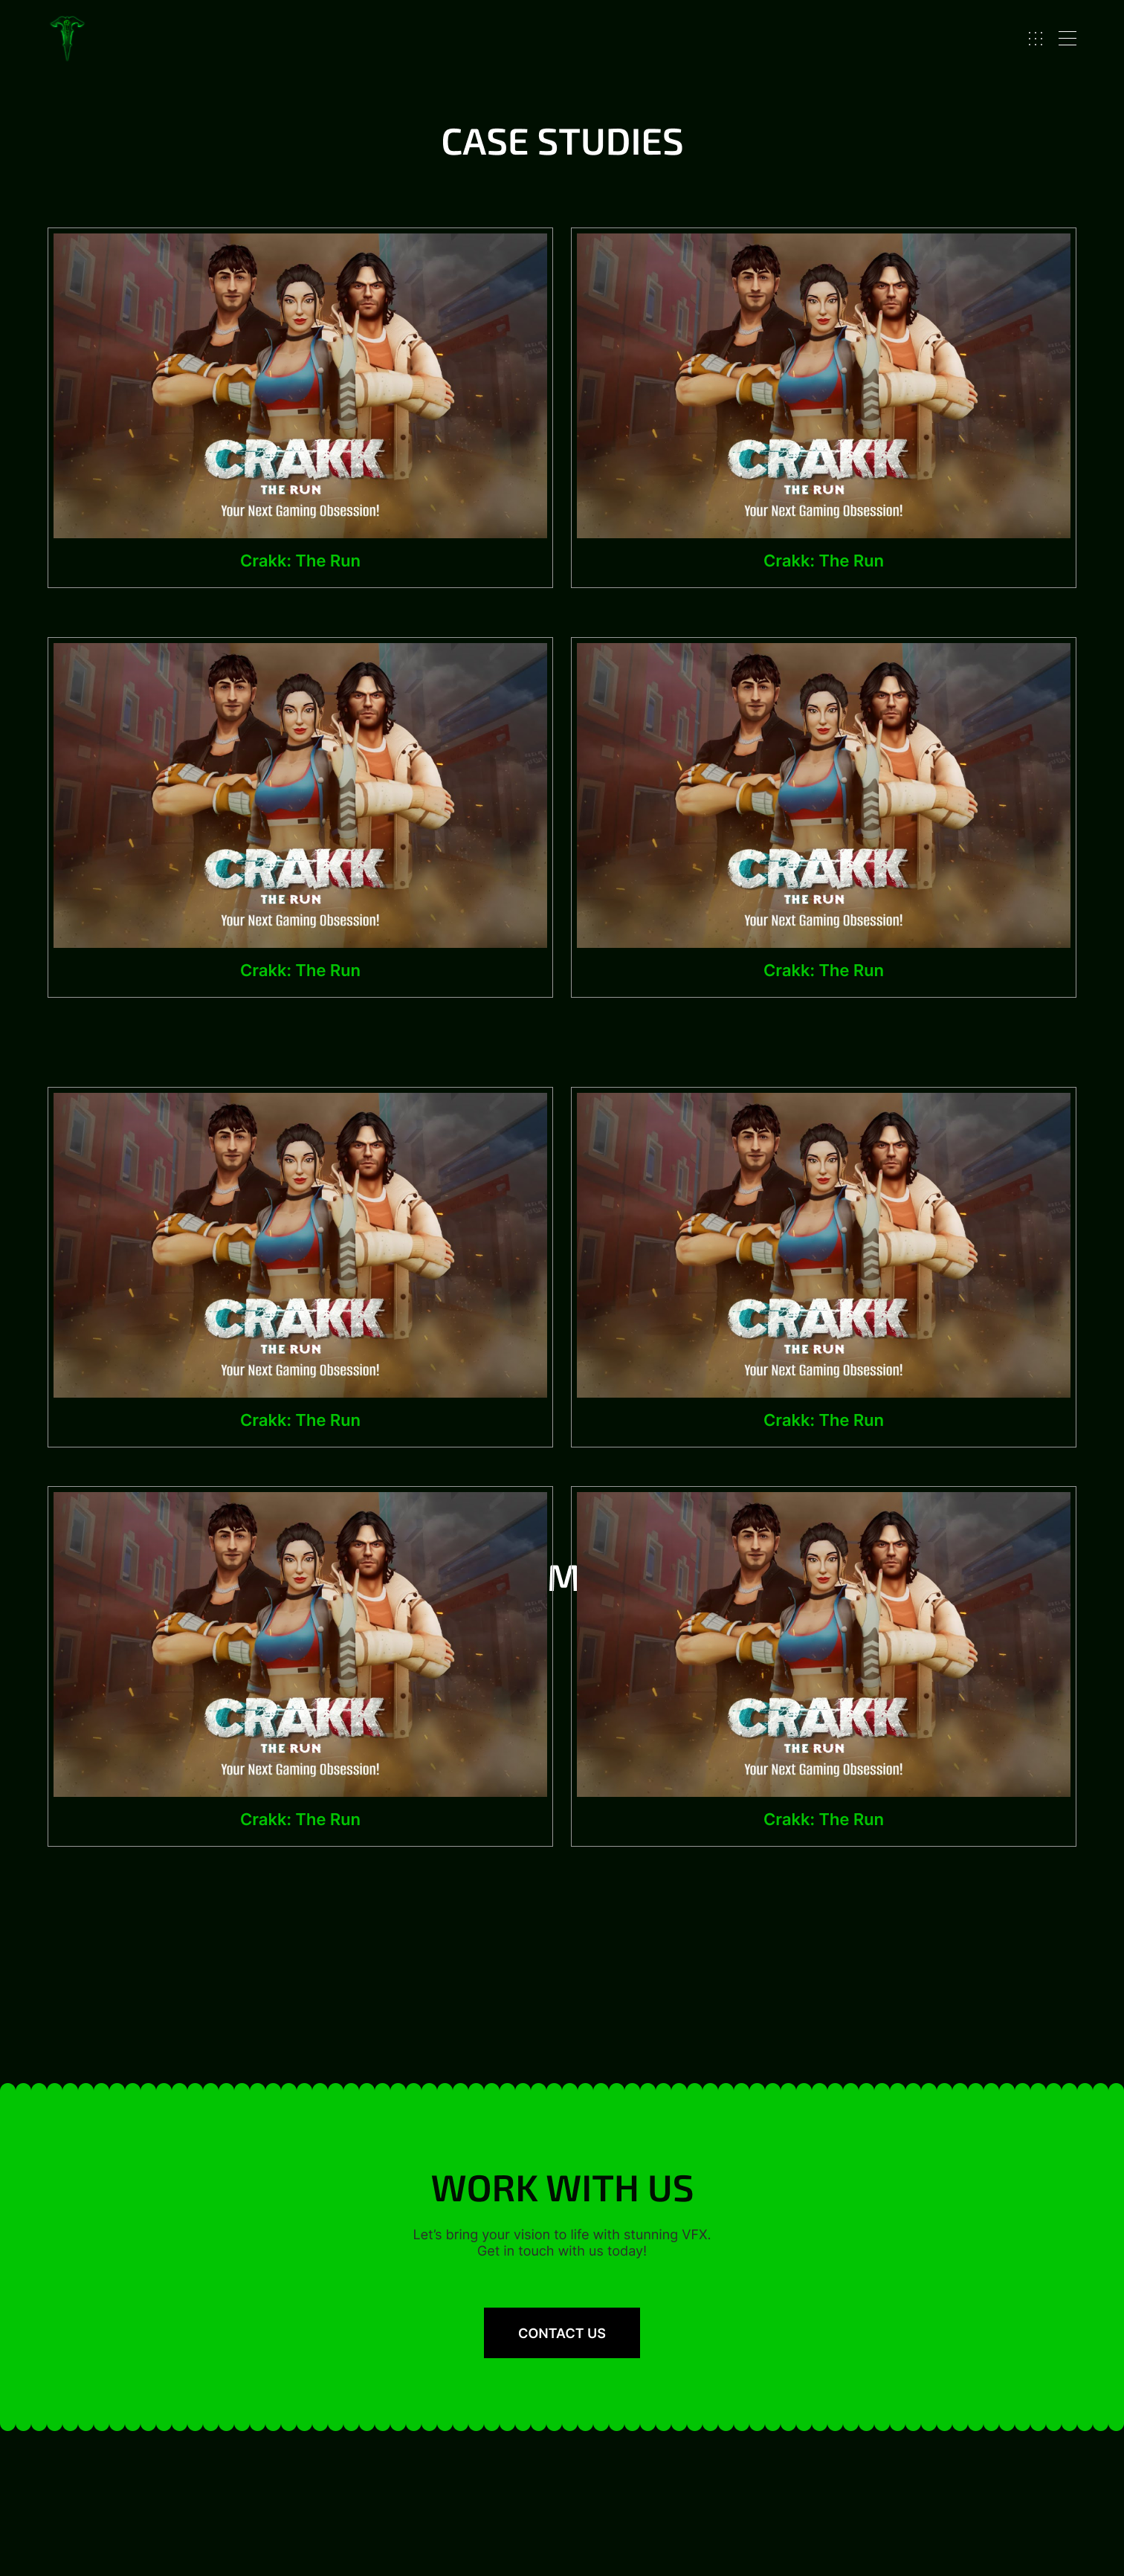 CASE STUDIES
CRAKK
THE RUN
Your Next Gaming Obsession!
Crakk: The Run
CRAKK
THE RUN
Your Next Gaming Obsession!
Crakk: The Run
CRAKK
THE RUN
Your Next Gaming Obsession!
Crakk: The Run
CRAKK
THE RUN
Your Next Gaming Obsession!
Crakk: The Run
CRAKK
THE RUN
Your Next Gaming Obsession!
Crakk: The Run
CRAKK
THE RUN
Your Next Gaming Obsession!
Crakk: The Run
M
CRAKK
THE RUN
Your Next Gaming Obsession!
Crakk: The Run
CRAKK
THE RUN
Your Next Gaming Obsession!
Crakk: The Run
WORK WITH US
Let’s bring your vision to life with stunning VFX.
Get in touch with us today!
CONTACT US